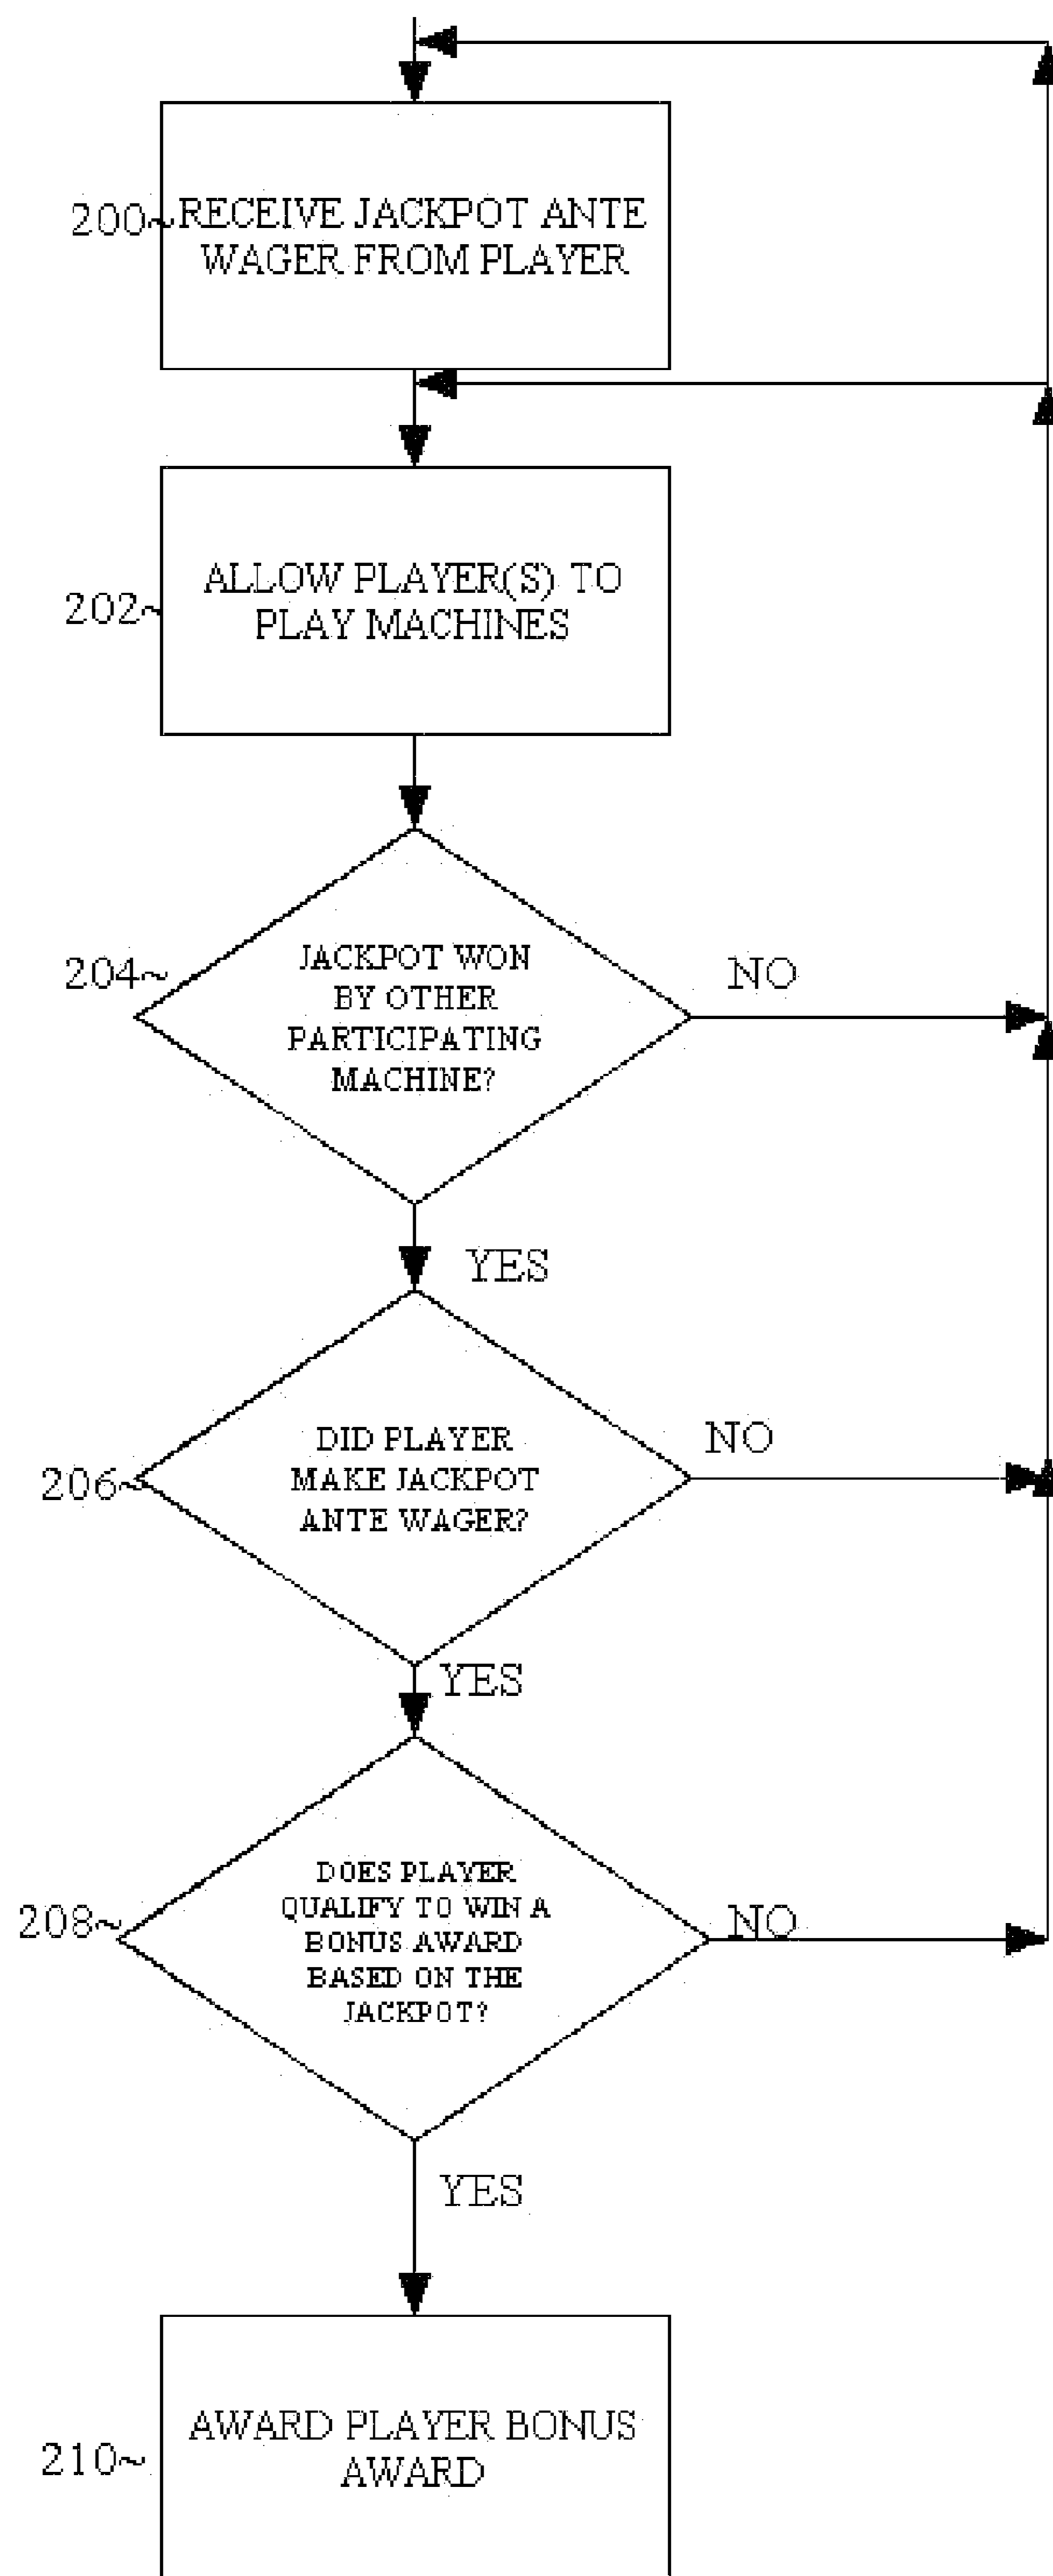 200~
RECEIVE JACKPOT ANTE
WAGER FROM PLAYER
202~
ALLOW PLAYER(S) TO
PLAY MACHINES
204~
JACKPOT WON
BY OTHER
PARTICIPATING
MACHINE?
NO
YES
206~
DID PLAYER
MAKE JACKPOT
ANTE WAGER?
NO
YES
208~
DOES PLAYER
QUALIFY TO WIN A
BONUS AWARD
BASED ON THE
JACKPOT?
NO
YES
210~
AWARD PLAYER BONUS
AWARD